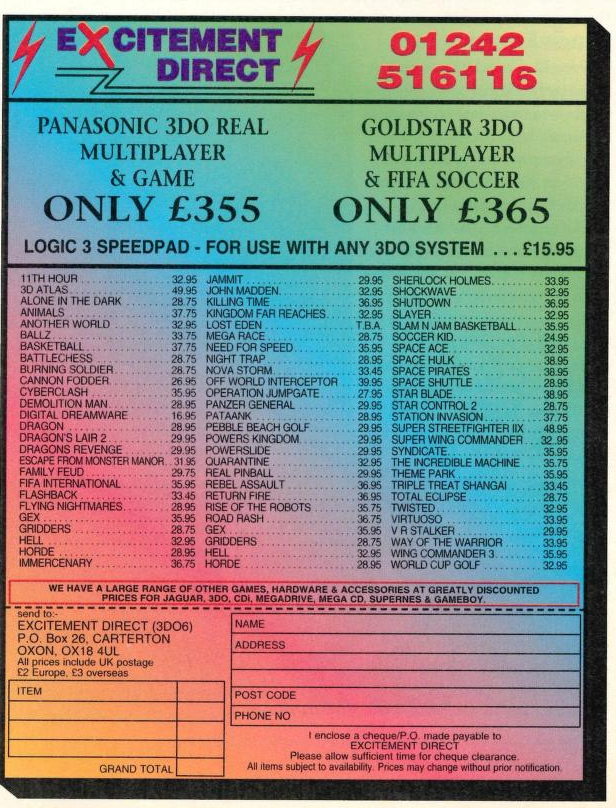 EXCITEMENT
DIRECT
01242
516116
PANASONIC 3DO REAL
MULTIPLAYER
& GAME
ONLY £355
GOLDSTAR 3DO
MULTIPLAYER
& FIFA SOCCER
ONLY £365
LOGIC 3 SPEEDPAD - FOR USE WITH ANY 3DO SYSTEM ... £15.95
11TH HOUR 32.95
3D ATLAS 49.95
ALONE IN THE DARK 28.75
ANIMALS 37.75
ANOTHER WORLD 32.95
BALLZ 33.75
BASKETBALL 37.75
BATTLECHESS 28.75
BURNING SOLDIER 28.75
CANNON FODDER 26.95
CYBERCLASH 35.95
DEMOLITION MAN 28.95
DIGITAL DREAMWARE 16.95
DRAGON 28.95
DRAGON'S LAIR 2 29.95
DRAGONS REVENGE 29.95
ESCAPE FROM MONSTER MANOR 31.95
FAMILY FEUD 29.75
FIFA INTERNATIONAL 35.95
FLASHBACK 33.45
FLYING NIGHTMARES 28.95
GEX 35.95
GRIDDERS 28.75
HELL 32.95
HORDE 28.95
IMMERCENARY 36.75
JAMMIT 29.95
JOHN MADDEN 32.95
KILLING TIME 36.95
KINGDOM FAR REACHES 32.95
LOST EDEN T.B.A.
MEGA RACE 28.75
NEED FOR SPEED 35.95
NIGHT TRAP 28.95
NOVA STORM 33.45
OFF WORLD INTERCEPTOR 39.95
OPERATION JUMPGATE 27.95
PANZER GENERAL 29.95
PATAANK 28.95
PEBBLE BEACH GOLF 29.95
POWERS KINGDOM 29.95
POWERSLIDE 29.95
QUARANTINE 32.95
REAL PINBALL 29.95
REBEL ASSAULT 36.95
RETURN FIRE 36.95
RISE OF THE ROBOTS 35.75
ROAD RASH 36.75
GEX 35.95
GRIDDERS 28.75
HELL 32.95
HORDE 28.95
SHERLOCK HOLMES 33.95
SHOCKWAVE 32.95
SHUTDOWN 36.95
SLAYER 32.95
SLAM N JAM BASKETBALL 35.95
SOCCER KID 24.95
SPACE ACE 32.95
SPACE HULK 38.95
SPACE PIRATES 38.95
SPACE SHUTTLE 28.95
STAR BLADE 38.95
STAR CONTROL 2 28.75
STATION INVASION 37.75
SUPER STREETFIGHTER IIX 48.95
SUPER WING COMMANDER 32.95
SYNDICATE 35.95
THE INCREDIBLE MACHINE 35.75
THEME PARK 35.95
TRIPLE TREAT SHANGAI 33.45
TOTAL ECLIPSE 28.75
TWISTED 32.95
VIRTUOSO 33.95
V R STALKER 29.95
WAY OF THE WARRIOR 33.95
WING COMMANDER 3 35.95
WORLD CUP GOLF 32.95
WE HAVE A LARGE RANGE OF OTHER GAMES, HARDWARE & ACCESSORIES AT GREATLY DISCOUNTED
PRICES FOR JAGUAR, 3DO, CDi, MEGADRIVE, MEGA CD, SUPERNES & GAMEBOY.
send to:-
EXCITEMENT DIRECT (3DO6)
P.O. Box 26, CARTERTON
OXON, OX18 4UL
All prices include UK postage
£2 Europe, £3 overseas
ITEM
GRAND TOTAL
NAME
ADDRESS
POST CODE
PHONE NO
I enclose a cheque/P.O. made payable to
EXCITEMENT DIRECT
Please allow sufficient time for cheque clearance.
All items subject to availability. Prices may change without prior notification.